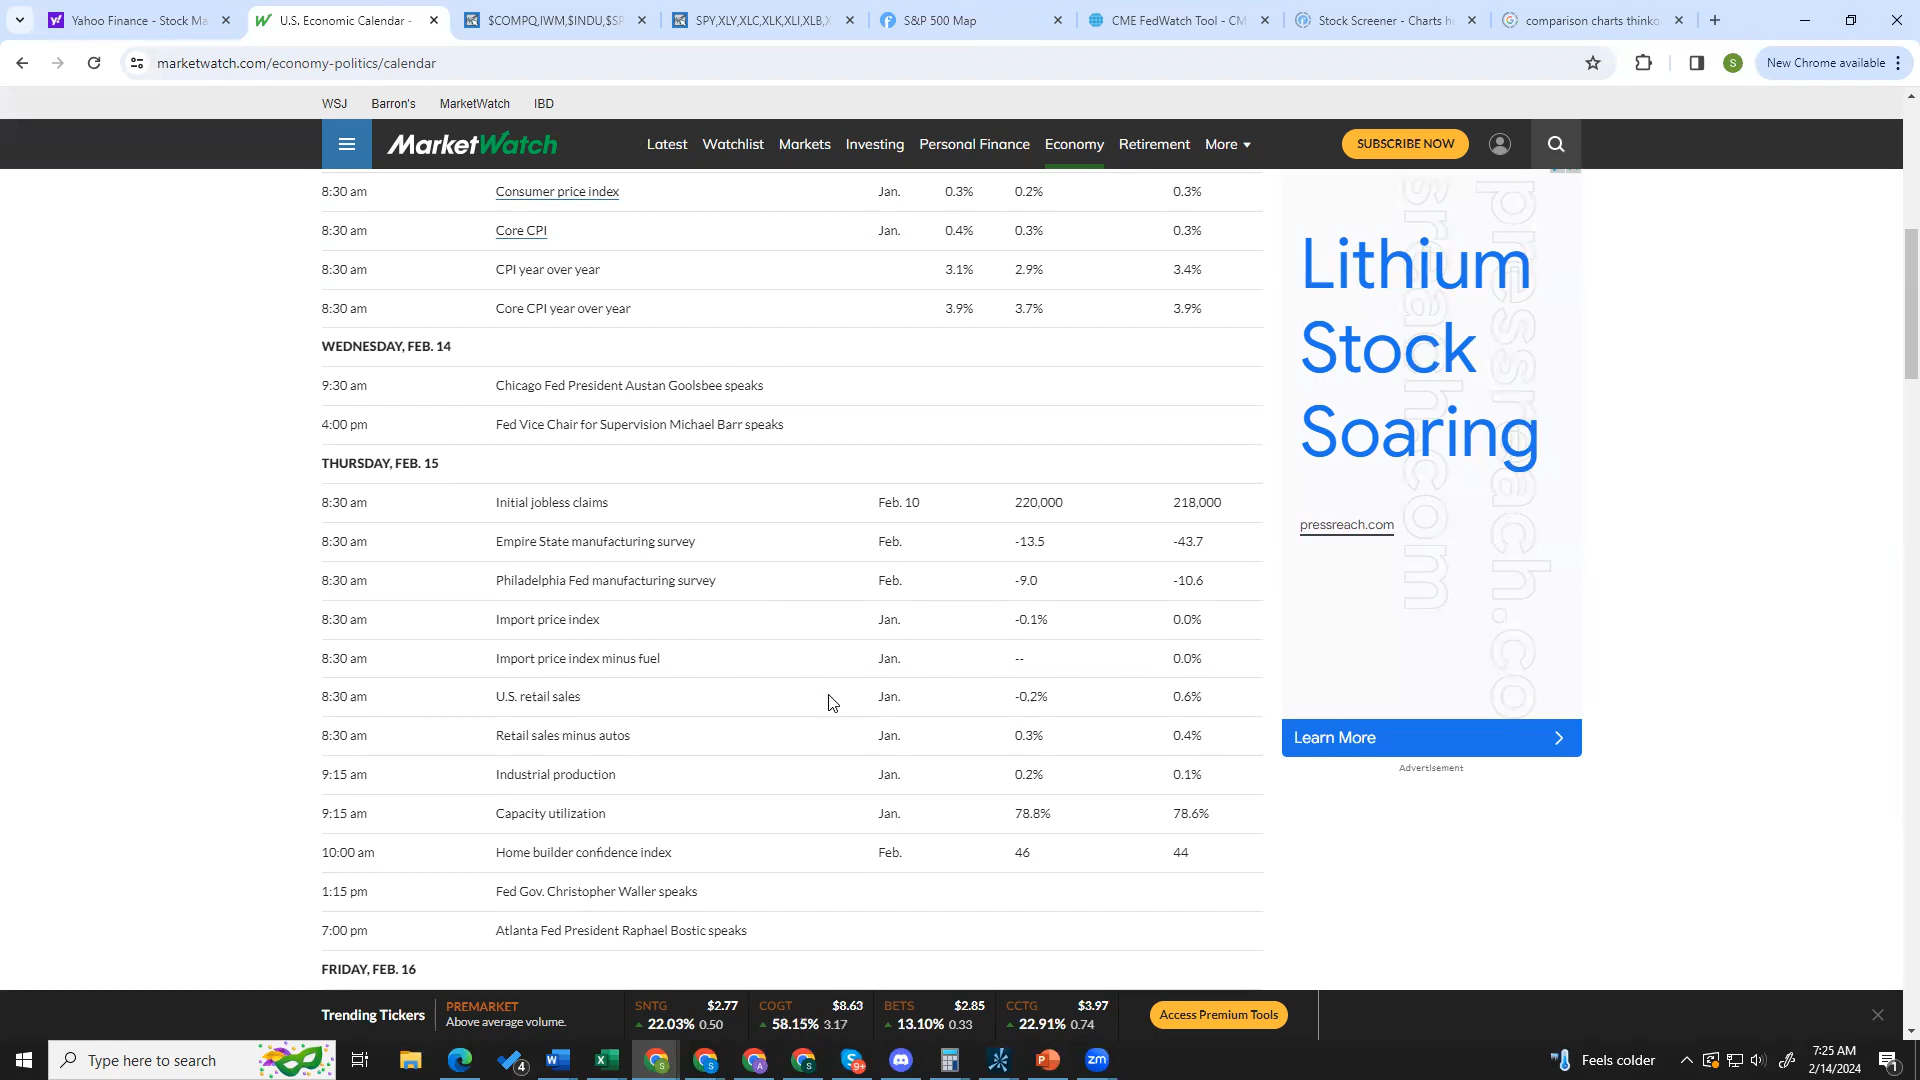 Yahoo Finance - Stock Ma
U.S. Economic Calendar -
$COMPQ,IWM,$INDU,$SP
SPY,XLY,XLC,XLK,XLI,XLB,X
S&P 500 Map
CME FedWatch Tool - CM
Stock Screener - Charts h
comparison charts thinko
marketwatch.com/economy-politics/calendar
S
New Chrome available
WSJ Barron's MarketWatch IBD
MarketWatch
Latest Watchlist Markets Investing Personal Finance Economy Retirement More
SUBSCRIBE NOW
8:30 am Consumer price index Jan. 0.3% 0.2% 0.3%
8:30 am Core CPI Jan. 0.4% 0.3% 0.3%
8:30 am CPI year over year 3.1% 2.9% 3.4%
8:30 am Core CPI year over year 3.9% 3.7% 3.9%
WEDNESDAY, FEB. 14
9:30 am Chicago Fed President Austan Goolsbee speaks
4:00 pm Fed Vice Chair for Supervision Michael Barr speaks
THURSDAY, FEB. 15
8:30 am Initial jobless claims Feb. 10 220,000 218,000
8:30 am Empire State manufacturing survey Feb. -13.5 -43.7
8:30 am Philadelphia Fed manufacturing survey Feb. -9.0 -10.6
8:30 am Import price index Jan. -0.1% 0.0%
8:30 am Import price index minus fuel Jan. -- 0.0%
8:30 am U.S. retail sales Jan. -0.2% 0.6%
8:30 am Retail sales minus autos Jan. 0.3% 0.4%
9:15 am Industrial production Jan. 0.2% 0.1%
9:15 am Capacity utilization Jan. 78.8% 78.6%
10:00 am Home builder confidence index Feb. 46 44
1:15 pm Fed Gov. Christopher Waller speaks
7:00 pm Atlanta Fed President Raphael Bostic speaks
FRIDAY, FEB. 16
Lithium
Stock
Soaring
pressreach.com
Learn More
Advertisement
Trending Tickers
PREMARKET
Above average volume.
SNTG $2.77
22.03% 0.50
COGT $8.63
58.15% 3.17
BETS $2.85
13.10% 0.33
CCTG $3.97
22.91% 0.74
Access Premium Tools
Type here to search
4
9+
zm
Feels colder
7:25 AM
2/14/2024
1